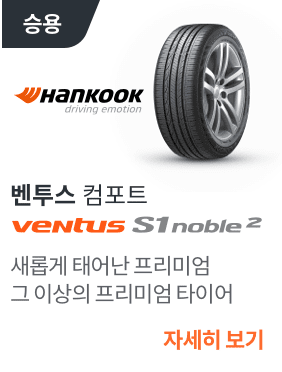 승용
Hankook
driving emotion
벤투스 컴포트
ventus S1 noble 2
새롭게 태어난 프리미엄
그 이상의 프리미엄 타이어
자세히 보기